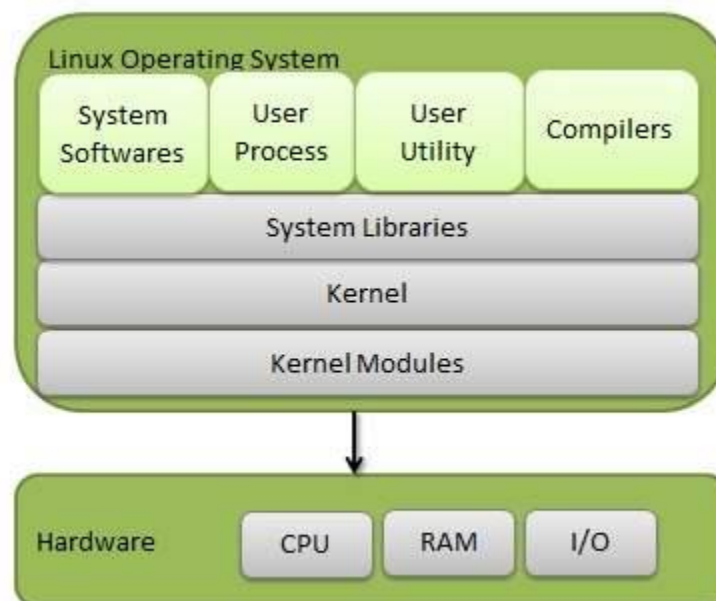 Linux Operating System
System
Softwares
User
Process
User
Utility
Compilers
System Libraries
Kernel
Kernel Modules
Hardware
CPU
RAM
I/O